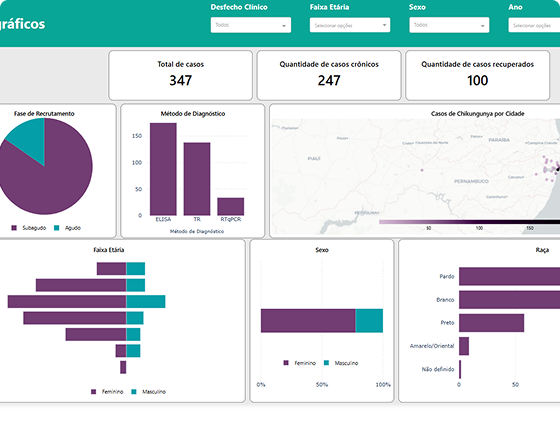 gráficos
Desfecho Clínico
Faixa Etária
Sexo
Ano
Todos
Selecionar opções
Todos
Selecionar opções
Total de casos
Quantidade de casos crônicos
Quantidade de casos recuperados
347
247
100
Fase de Recrutamento
Subagudo
Agudo
Método de Diagnóstico
150
100
50
0
ELISA
TR
RTqPCR
Método de Diagnóstico
Casos de Chikungunya por Cidade
PARAÍBA
PIAUÍ
PERNAMBUCO
50
100
150
Faixa Etária
Feminino
Masculino
Sexo
Feminino
Masculino
0%
50%
100%
Raça
Pardo
Branco
Preto
Amarelo/Oriental
Não definido
0
50